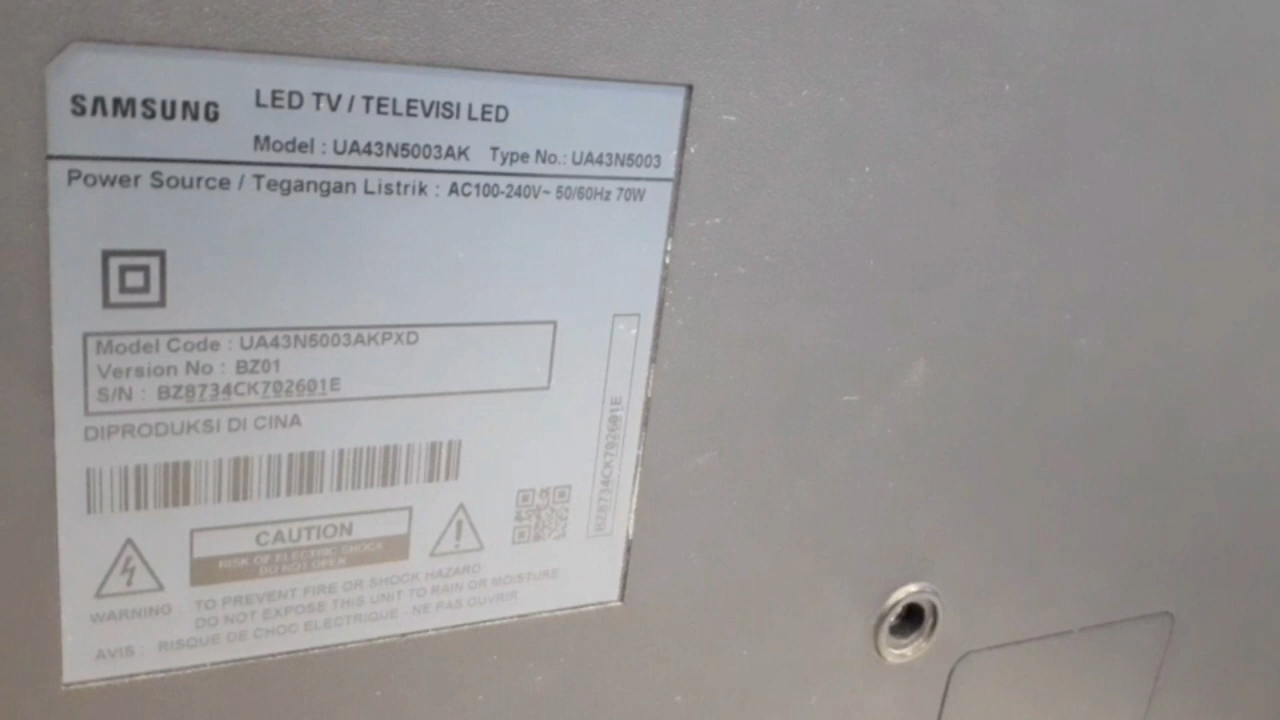 SAMSUNG LED TV / TELEVISI LED
Model : UA43N5003AK Type No.: UA43N5003
Power Source / Tegangan Listrik : AC100-240V~ 50/60Hz 70W
Model Code : UA43N5003AKPXD
Version No : BZ01
S/N : BZ8734CK702601E
DIPRODUKSI DI CINA
BZ8734CK702601E
CAUTION
RISK OF ELECTRIC SHOCK
DO NOT OPEN
WARNING : TO PREVENT FIRE OR SHOCK HAZARD
DO NOT EXPOSE THIS UNIT TO RAIN OR MOISTURE
AVIS : RISQUE DE CHOC ELECTRIQUE - NE PAS OUVRIR